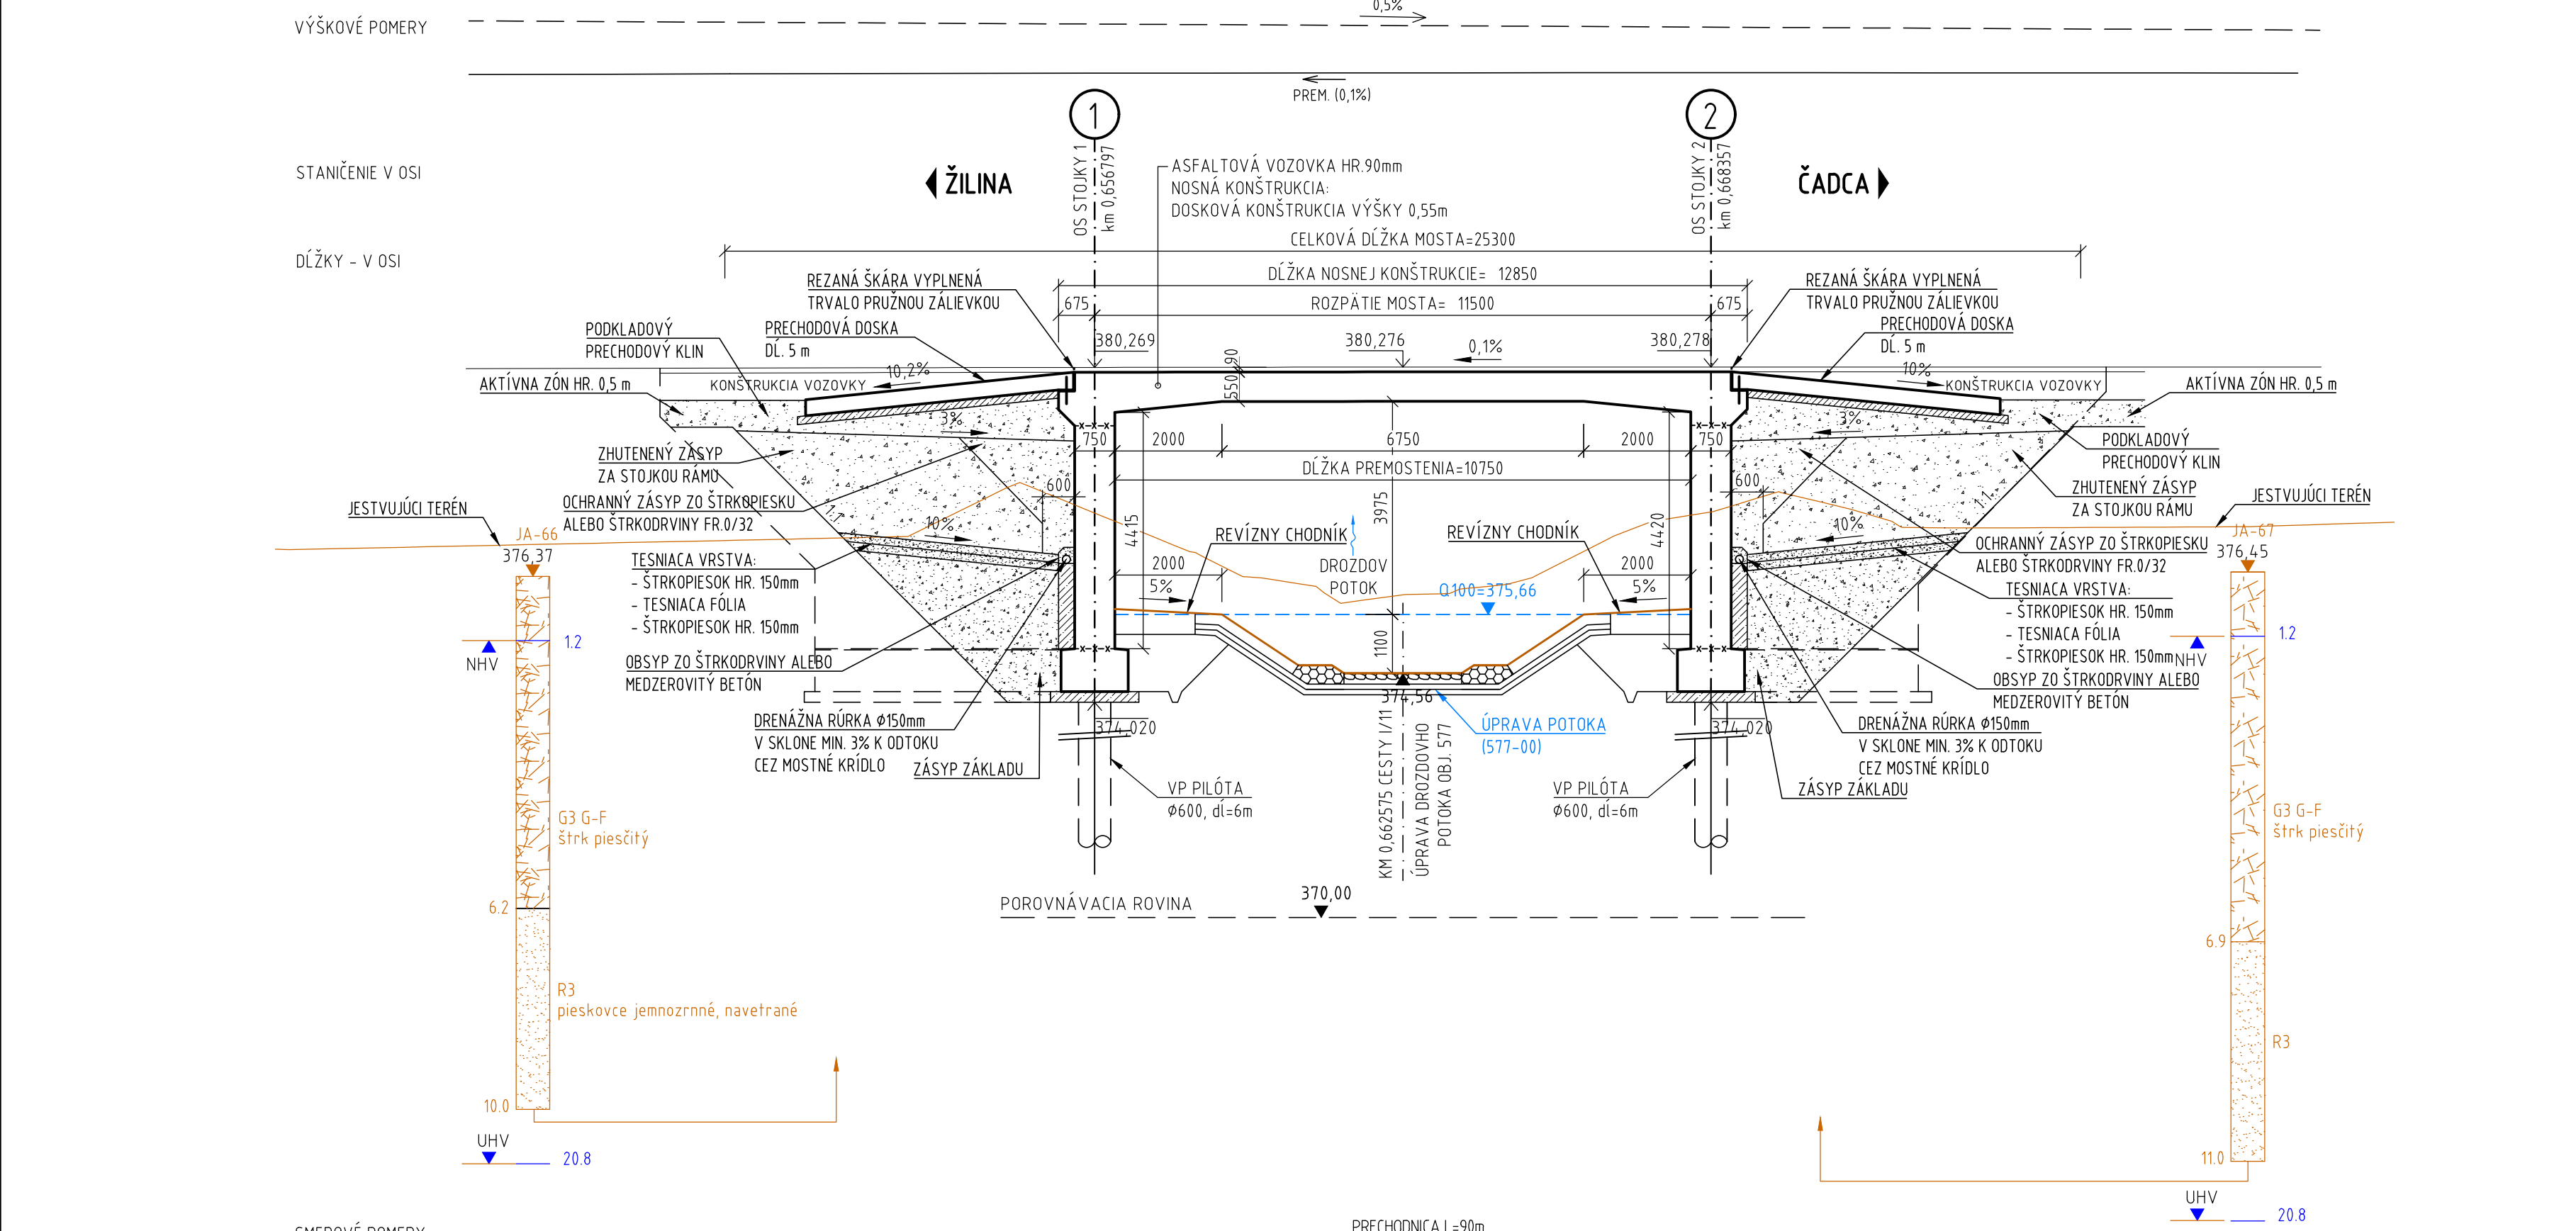 VÝŠKOVÉ POMERY
0,5%
PREM. (0,1%)
1
2
STANIČENIE V OSI
OS STOJKY 1
km 0,656797
OS STOJKY 2
km 0,668357
ŽILINA
ČADCA
ASFALTOVÁ VOZOVKA HR.90mm
NOSNÁ KONŠTRUKCIA:
DOSKOVÁ KONŠTRUKCIA VÝŠKY 0,55m
DĹŽKY - V OSI
CELKOVÁ DĹŽKA MOSTA=25300
DĹŽKA NOSNEJ KONŠTRUKCIE= 12850
675
ROZPÄTIE MOSTA= 11500
675
REZANÁ ŠKÁRA VYPLNENÁ
TRVALO PRUŽNOU ZÁLIEVKOU
REZANÁ ŠKÁRA VYPLNENÁ
TRVALO PRUŽNOU ZÁLIEVKOU
PODKLADOVÝ
PRECHODOVÝ KLIN
PRECHODOVÁ DOSKA
DĹ. 5 m
PRECHODOVÁ DOSKA
DĹ. 5 m
380,269
380,276
0,1%
380,278
550
90
AKTÍVNA ZÓN HR. 0,5 m
KONŠTRUKCIA VOZOVKY
10,2%
10%
KONŠTRUKCIA VOZOVKY
AKTÍVNA ZÓN HR. 0,5 m
3%
3%
750
2000
6750
2000
750
DĹŽKA PREMOSTENIA=10750
ZHUTENÝ ZÁSYP
ZA STOJKOU RÁMU
PODKLADOVÝ
PRECHODOVÝ KLIN
ZHUTENÝ ZÁSYP
ZA STOJKOU RÁMU
600
600
1:1
1:1
OCHRANNÝ ZÁSYP ZO ŠTRKOPIESKU
ALEBO ŠTRKODRVINY FR.0/32
JESTVUJÚCI TERÉN
JESTVUJÚCI TERÉN
4415
3975
4420
REVÍZNY CHODNÍK
REVÍZNY CHODNÍK
10%
10%
JA-66
376,37
JA-67
376,45
OCHRANNÝ ZÁSYP ZO ŠTRKOPIESKU
ALEBO ŠTRKODRVINY FR.0/32
TESNIACA VRSTVA:
- ŠTRKOPIESOK HR. 150mm
- TESNIACA FÓLIA
- ŠTRKOPIESOK HR. 150mm
TESNIACA VRSTVA:
- ŠTRKOPIESOK HR. 150mm
- TESNIACA FÓLIA
- ŠTRKOPIESOK HR. 150mm
DROZDOV
POTOK
2000
2000
5%
5%
Q100=375,66
1100
1.2
NHV
1.2
NHV
OBSYP ZO ŠTRKODRVINY ALEBO
MEDZEROVITÝ BETÓN
OBSYP ZO ŠTRKODRVINY ALEBO
MEDZEROVITÝ BETÓN
374,56
DRENÁŽNA RÚRKA Φ150mm
V SKLONE MIN. 3% K ODTOKU
CEZ MOSTNÉ KRÍDLO
DRENÁŽNA RÚRKA Φ150mm
V SKLONE MIN. 3% K ODTOKU
CEZ MOSTNÉ KRÍDLO
374,020
374,020
ÚPRAVA POTOKA
(577-00)
ZÁSYP ZÁKLADU
ZÁSYP ZÁKLADU
VP PILÓTA
Φ600, dĺ=6m
VP PILÓTA
Φ600, dĺ=6m
KM 0,662575 CESTY I/11
ÚPRAVA DROZDOVHO
POTOKA OBJ. 577
G3 G-F
štrk piesčitý
G3 G-F
štrk piesčitý
POROVNÁVACIA ROVINA
370,00
6.2
6.9
R3
pieskovce jemnozrnné, navetrané
R3
10.0
11.0
UHV
20.8
UHV
20.8
SMEROVÉ POMERY
PRECHODNICA L=90m